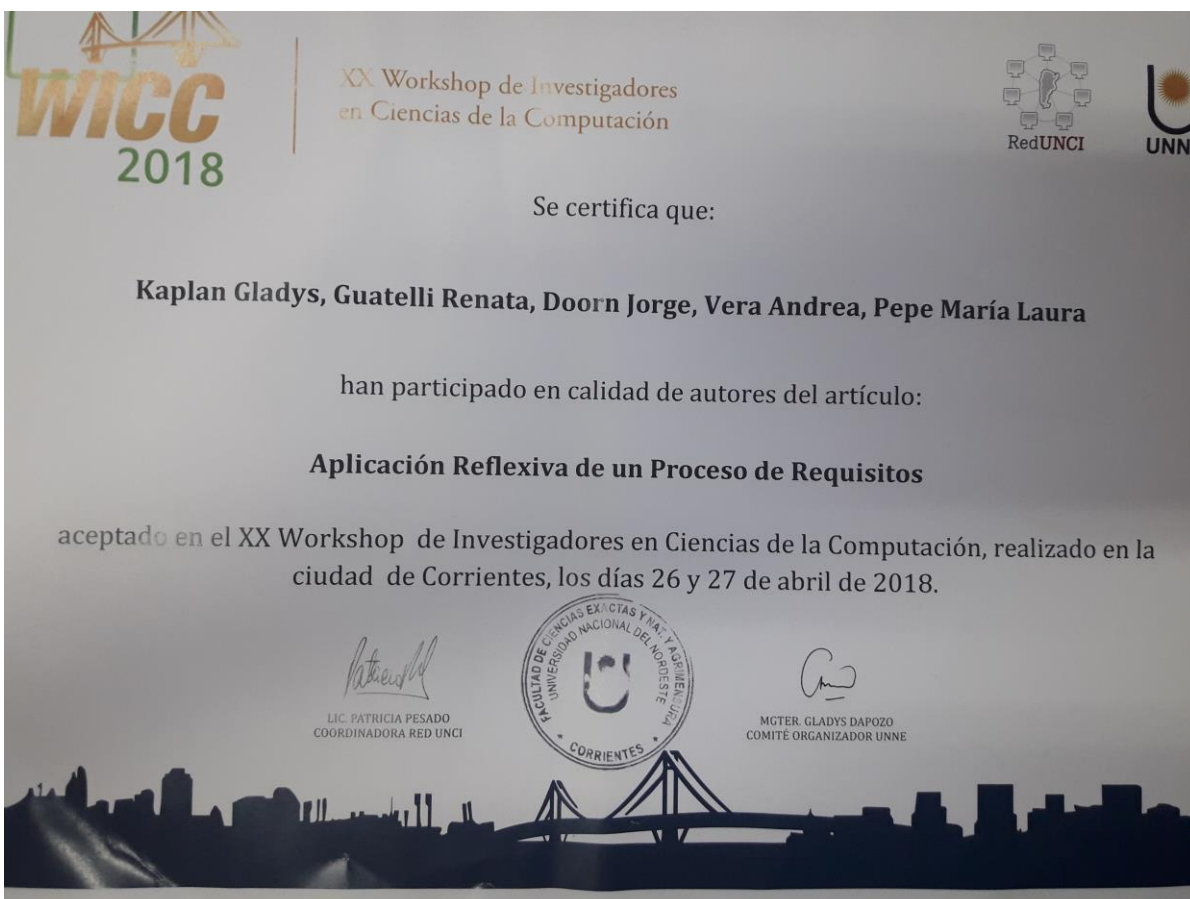 WICC
2018
XX Workshop de Investigadores
en Ciencias de la Computación
RedUNCI
UNN
Se certifica que:
Kaplan Gladys, Guatelli Renata, Doorn Jorge, Vera Andrea, Pepe María Laura
han participado en calidad de autores del artículo:
Aplicación Reflexiva de un Proceso de Requisitos
aceptado en el XX Workshop de Investigadores en Ciencias de la Computación, realizado en la
ciudad de Corrientes, los días 26 y 27 de abril de 2018.
FACULTAD DE CIENCIAS EXACTAS Y NAT. Y AGRIMENSURA
UNIVERSIDAD NACIONAL DEL NORDESTE
* CORRIENTES *
LIC. PATRICIA PESADO
COORDINADORA RED UNCI
MGTER. GLADYS DAPOZO
COMITÉ ORGANIZADOR UNNE